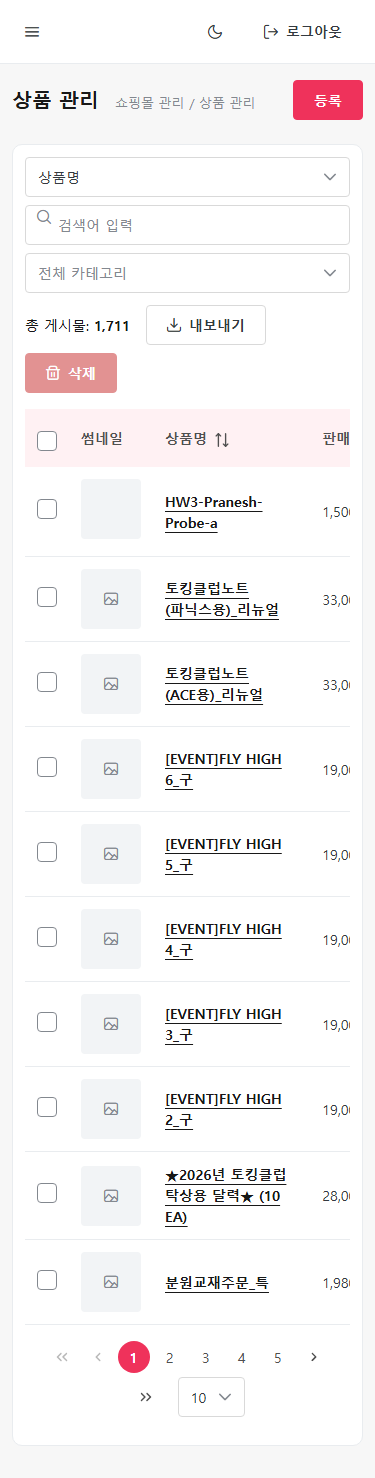 로그아웃
상품 관리 쇼핑몰 관리 / 상품 관리 등록
상품명
검색어 입력
전체 카테고리
총 게시물: 1,711 내보내기
삭제
썸네일 상품명 판매
HW3-Pranesh-
Probe-a
1,50
토킹클럽노트
(파닉스용)_리뉴얼
33,0
토킹클럽노트
(ACE용)_리뉴얼
33,0
[EVENT]FLY HIGH
6_구
19,0
[EVENT]FLY HIGH
5_구
19,0
[EVENT]FLY HIGH
4_구
19,0
[EVENT]FLY HIGH
3_구
19,0
[EVENT]FLY HIGH
2_구
19,0
★2026년 토킹클럽
탁상용 달력★ (10
EA)
28,0
분원교재주문_특 1,98
1 2 3 4 5
10